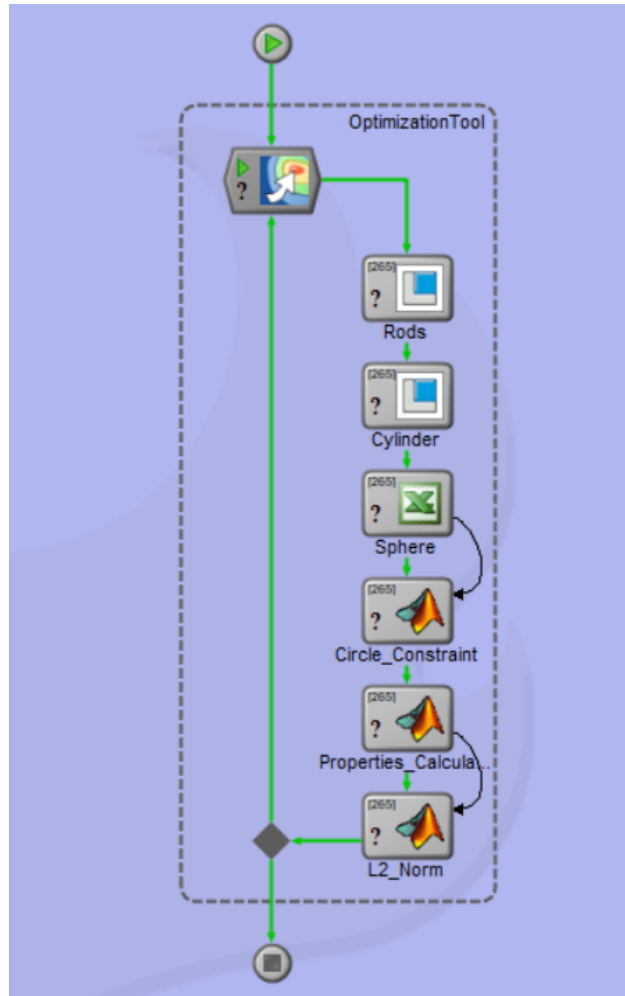 OptimizationTool
?
[265]
?
Rods
[265]
?
Cylinder
[265]
?
Sphere
[265]
?
Circle_Constraint
[265]
?
Properties_Calcula...
[265]
?
L2_Norm